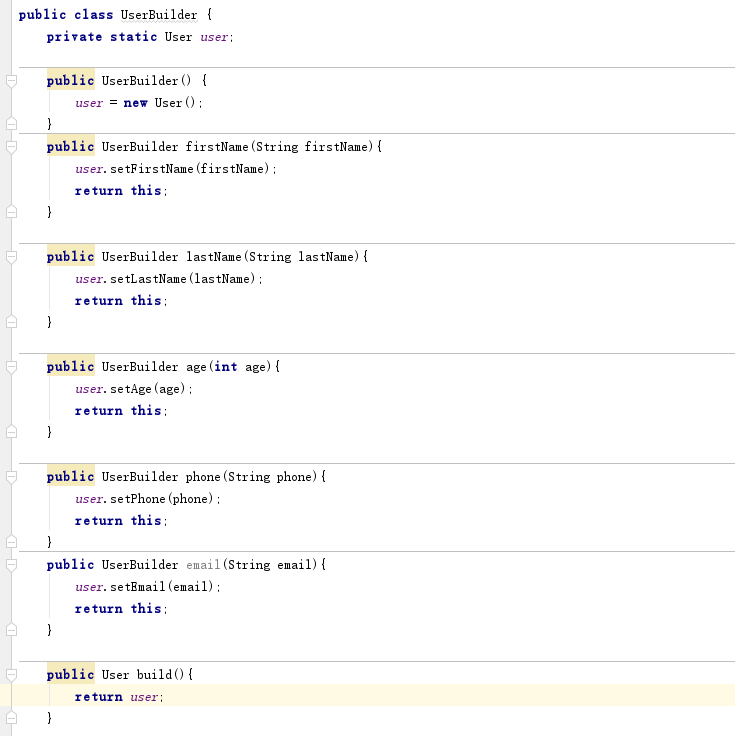 public class UserBuilder {
private static User user;
public UserBuilder() {
user = new User();
}
public UserBuilder firstName(String firstName){
user.setFirstName(firstName);
return this;
}
public UserBuilder lastName(String lastName){
user.setLastName(lastName);
return this;
}
public UserBuilder age(int age){
user.setAge(age);
return this;
}
public UserBuilder phone(String phone){
user.setPhone(phone);
return this;
}
public UserBuilder email(String email){
user.setEmail(email);
return this;
}
public User build(){
return user;
}